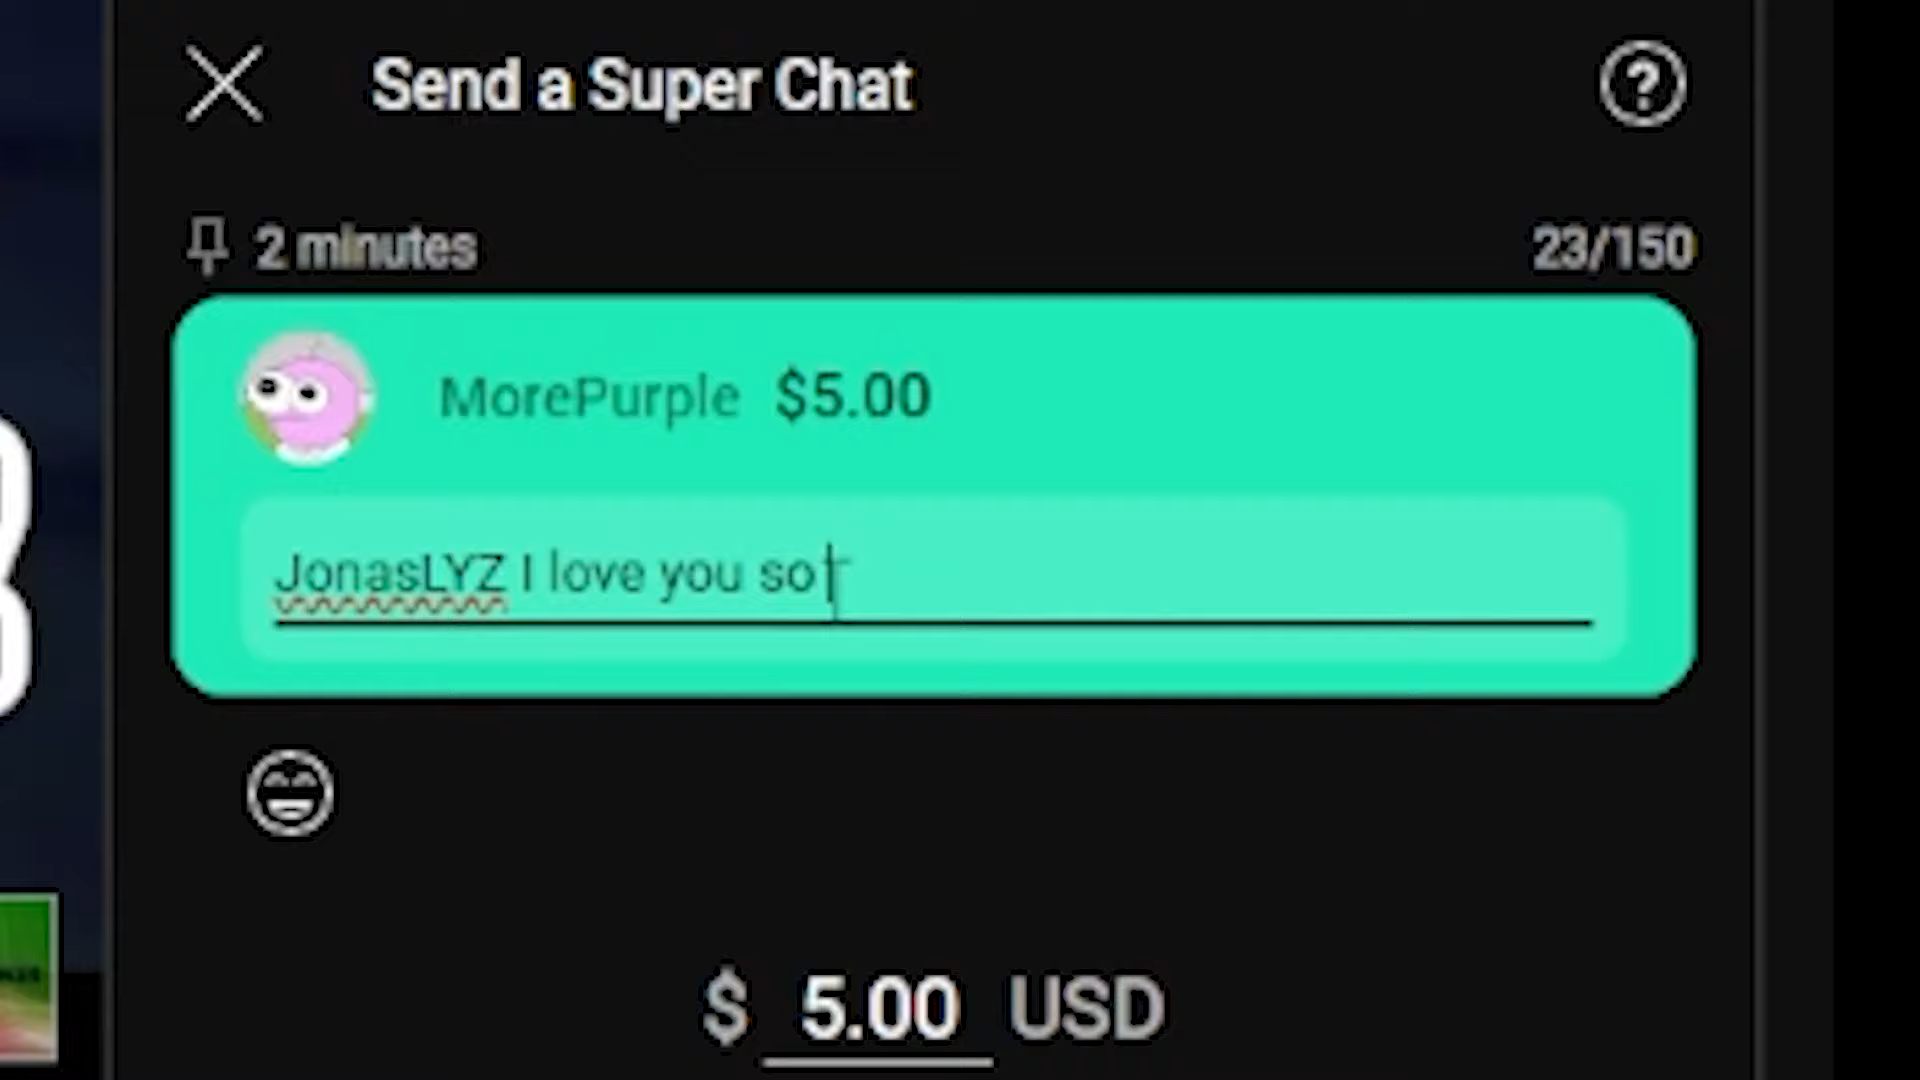 Send a Super Chat
2 minutes
23/150
MorePurple $5.00
JonasLYZ I love you so
$ 5.00 USD